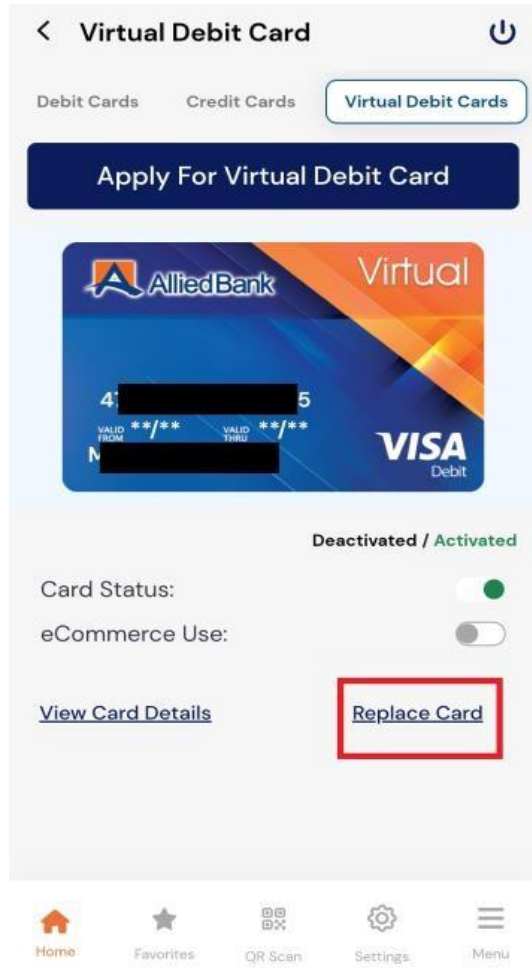 Virtual Debit Card
Debit Cards Credit Cards Virtual Debit Cards
Apply For Virtual Debit Card
AlliedBank Virtual
4 5
VALID FROM **/** VALID THRU **/**
VISA
Debit
Deactivated / Activated
Card Status:
eCommerce Use:
View Card Details Replace Card
Home Favorites QR Scan Settings Menu